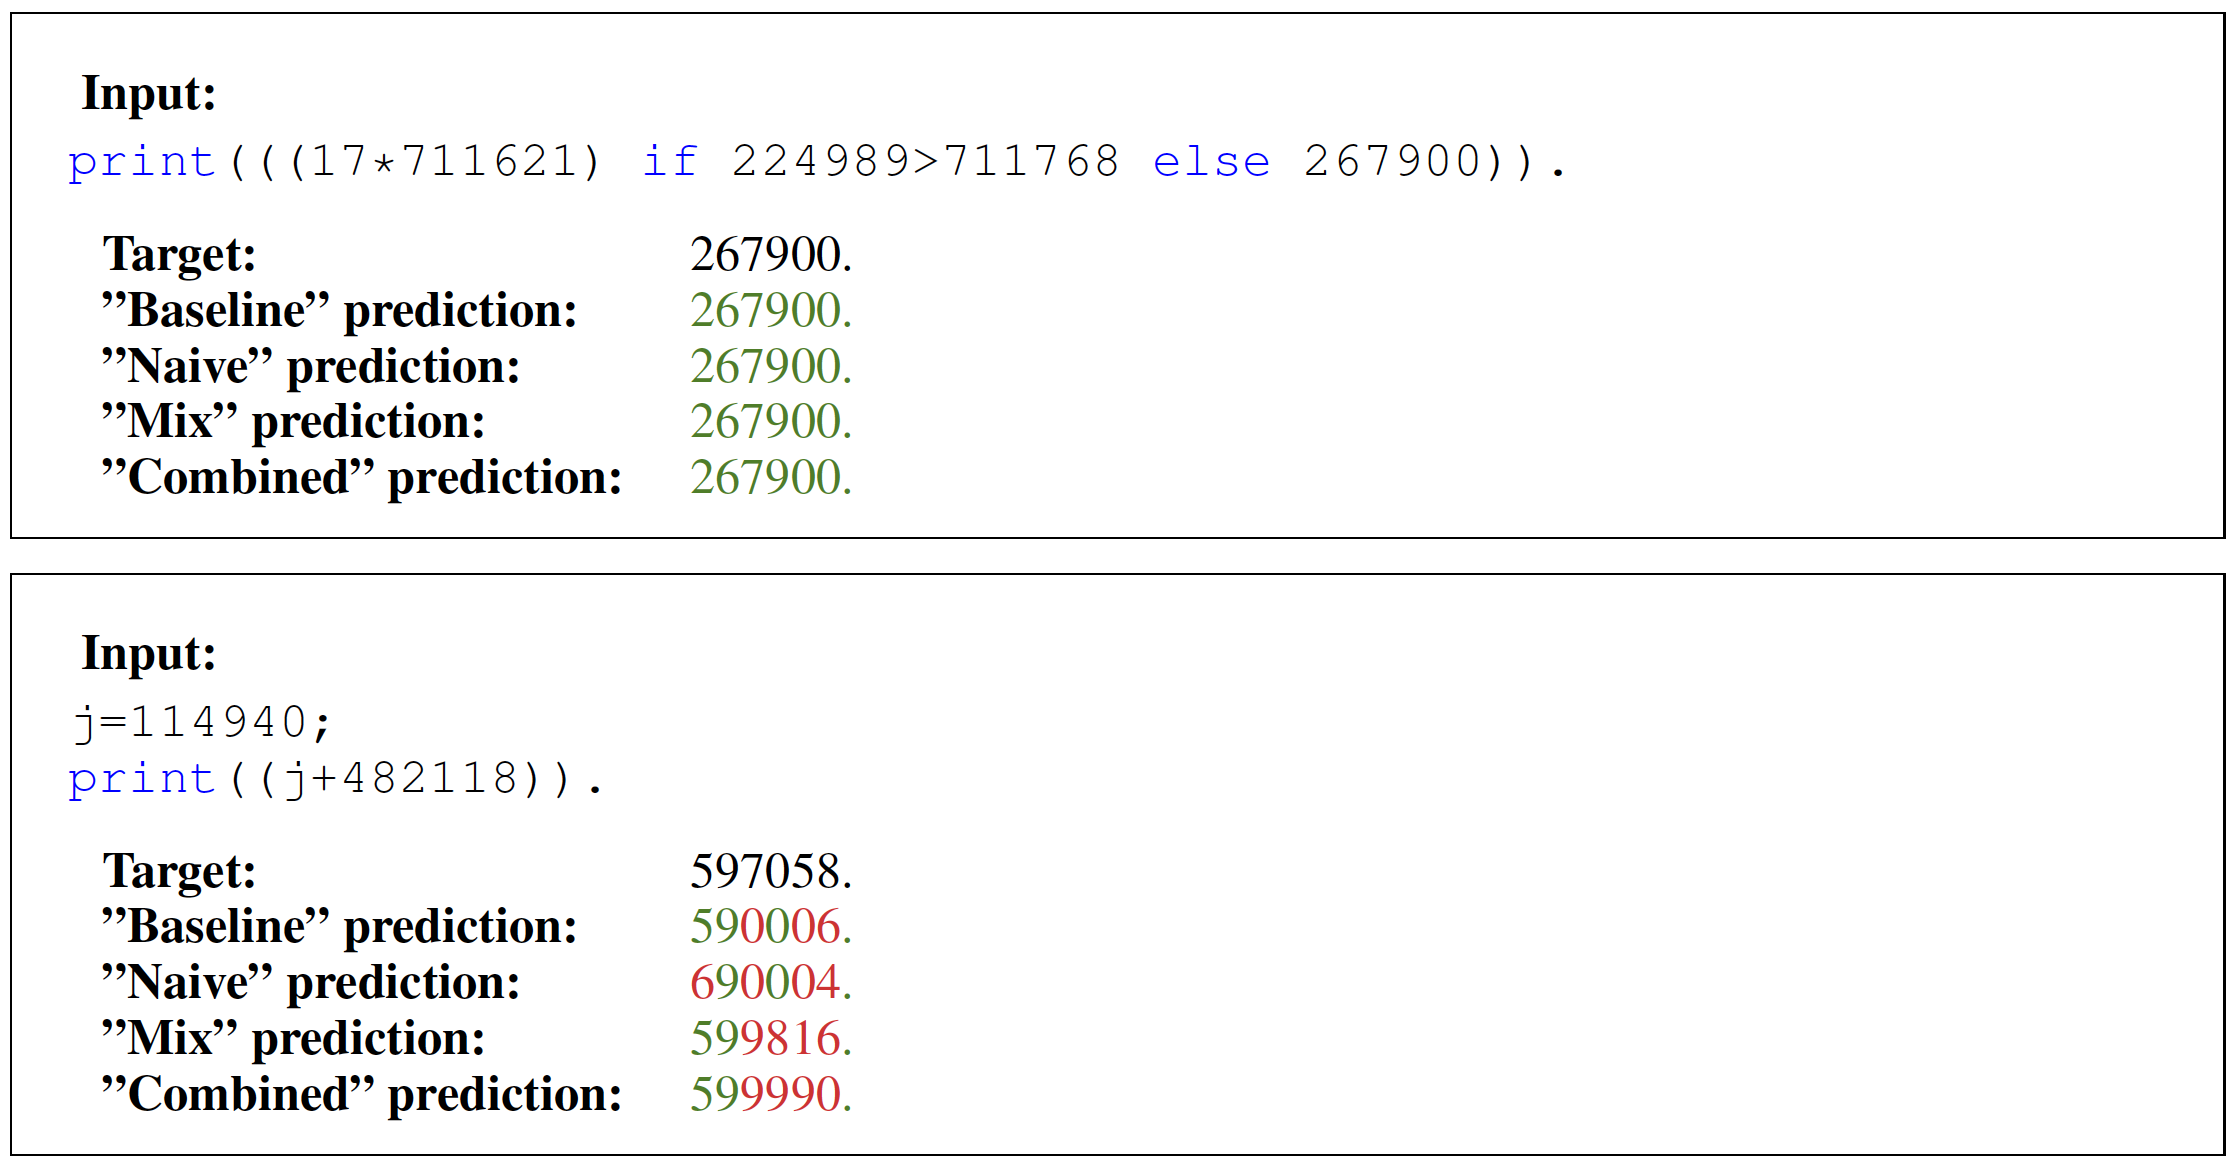 Input:
print(((17*711621) if 224989>711768 else 267900)).
Target: 267900.
”Baseline” prediction: 267900.
”Naive” prediction: 267900.
”Mix” prediction: 267900.
”Combined” prediction: 267900.
Input:
j=114940;
print((j+482118)).
Target: 597058.
”Baseline” prediction: 590006.
”Naive” prediction: 690004.
”Mix” prediction: 599816.
”Combined” prediction: 599990.